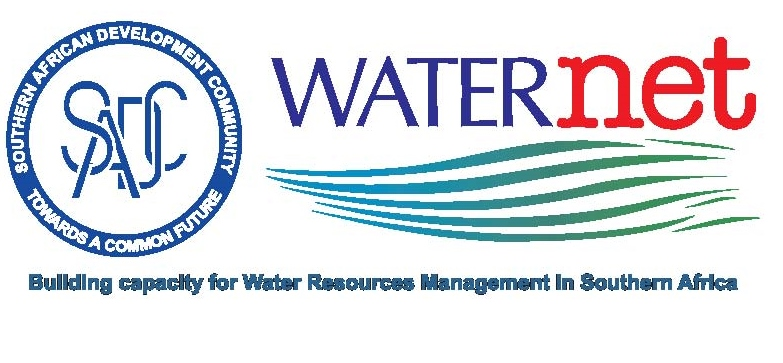 SOUTHERN AFRICAN DEVELOPMENT COMMUNITY
SADC
TOWARDS A COMMON FUTURE
WATERnet
Building capacity for Water Resources Management in Southern Africa